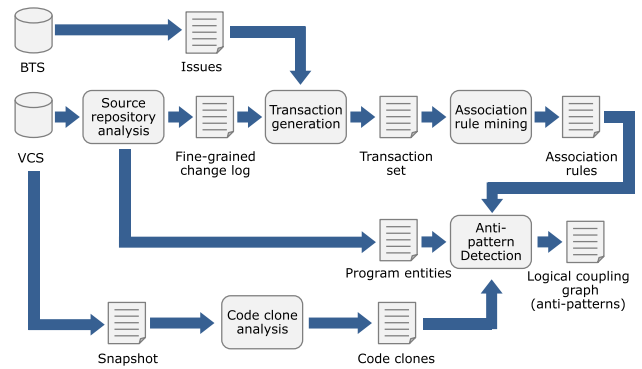 BTS
Issues
Source
repository
analysis
Transaction
generation
Association
rule mining
VCS
Fine-grained
change log
Transaction
set
Association
rules
Anti-
pattern
Detection
Program entities
Logical coupling
graph
(anti-patterns)
Code clone
analysis
Snapshot
Code clones